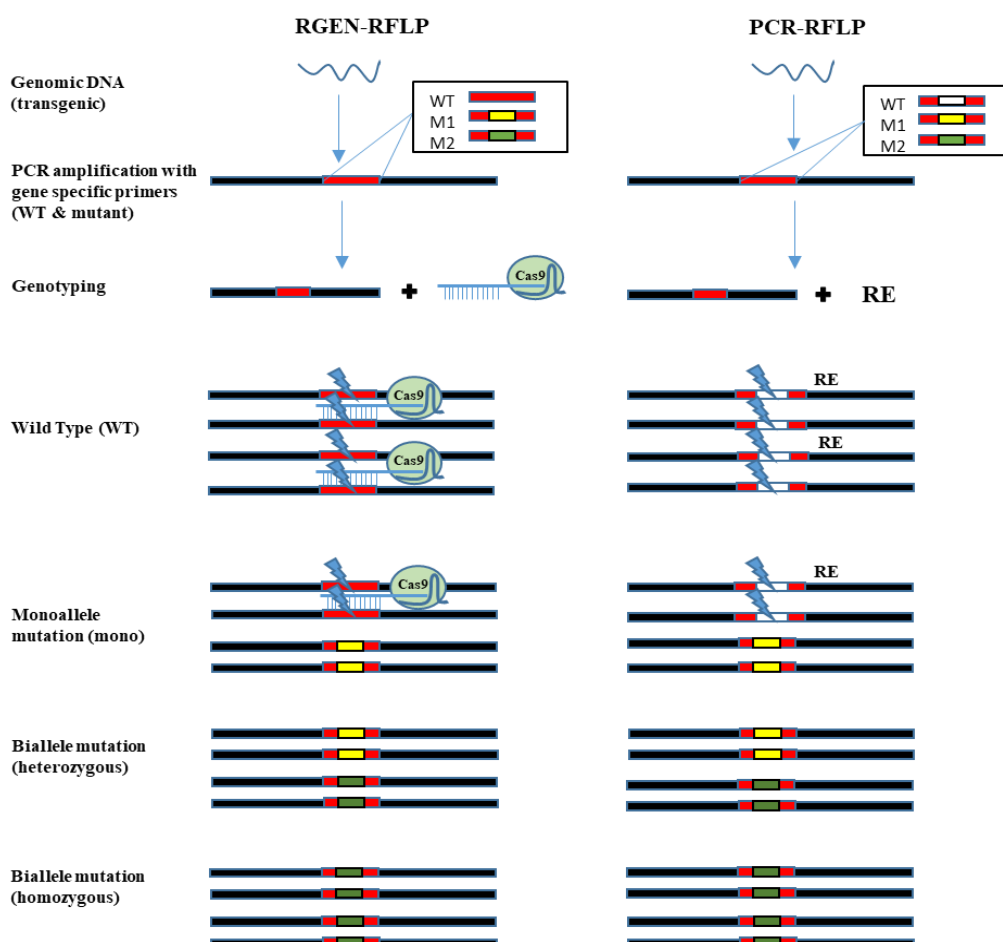 RGEN-RFLP
PCR-RFLP
Genomic DNA
(transgenic)
WT
M1
M2
WT
M1
M2
PCR amplification with
gene specific primers
(WT & mutant)
Genotyping
Cas9
RE
Wild Type (WT)
Cas9
Cas9
RE
RE
Monoallele
mutation (mono)
Cas9
RE
Biallele mutation
(heterozygous)
Biallele mutation
(homozygous)